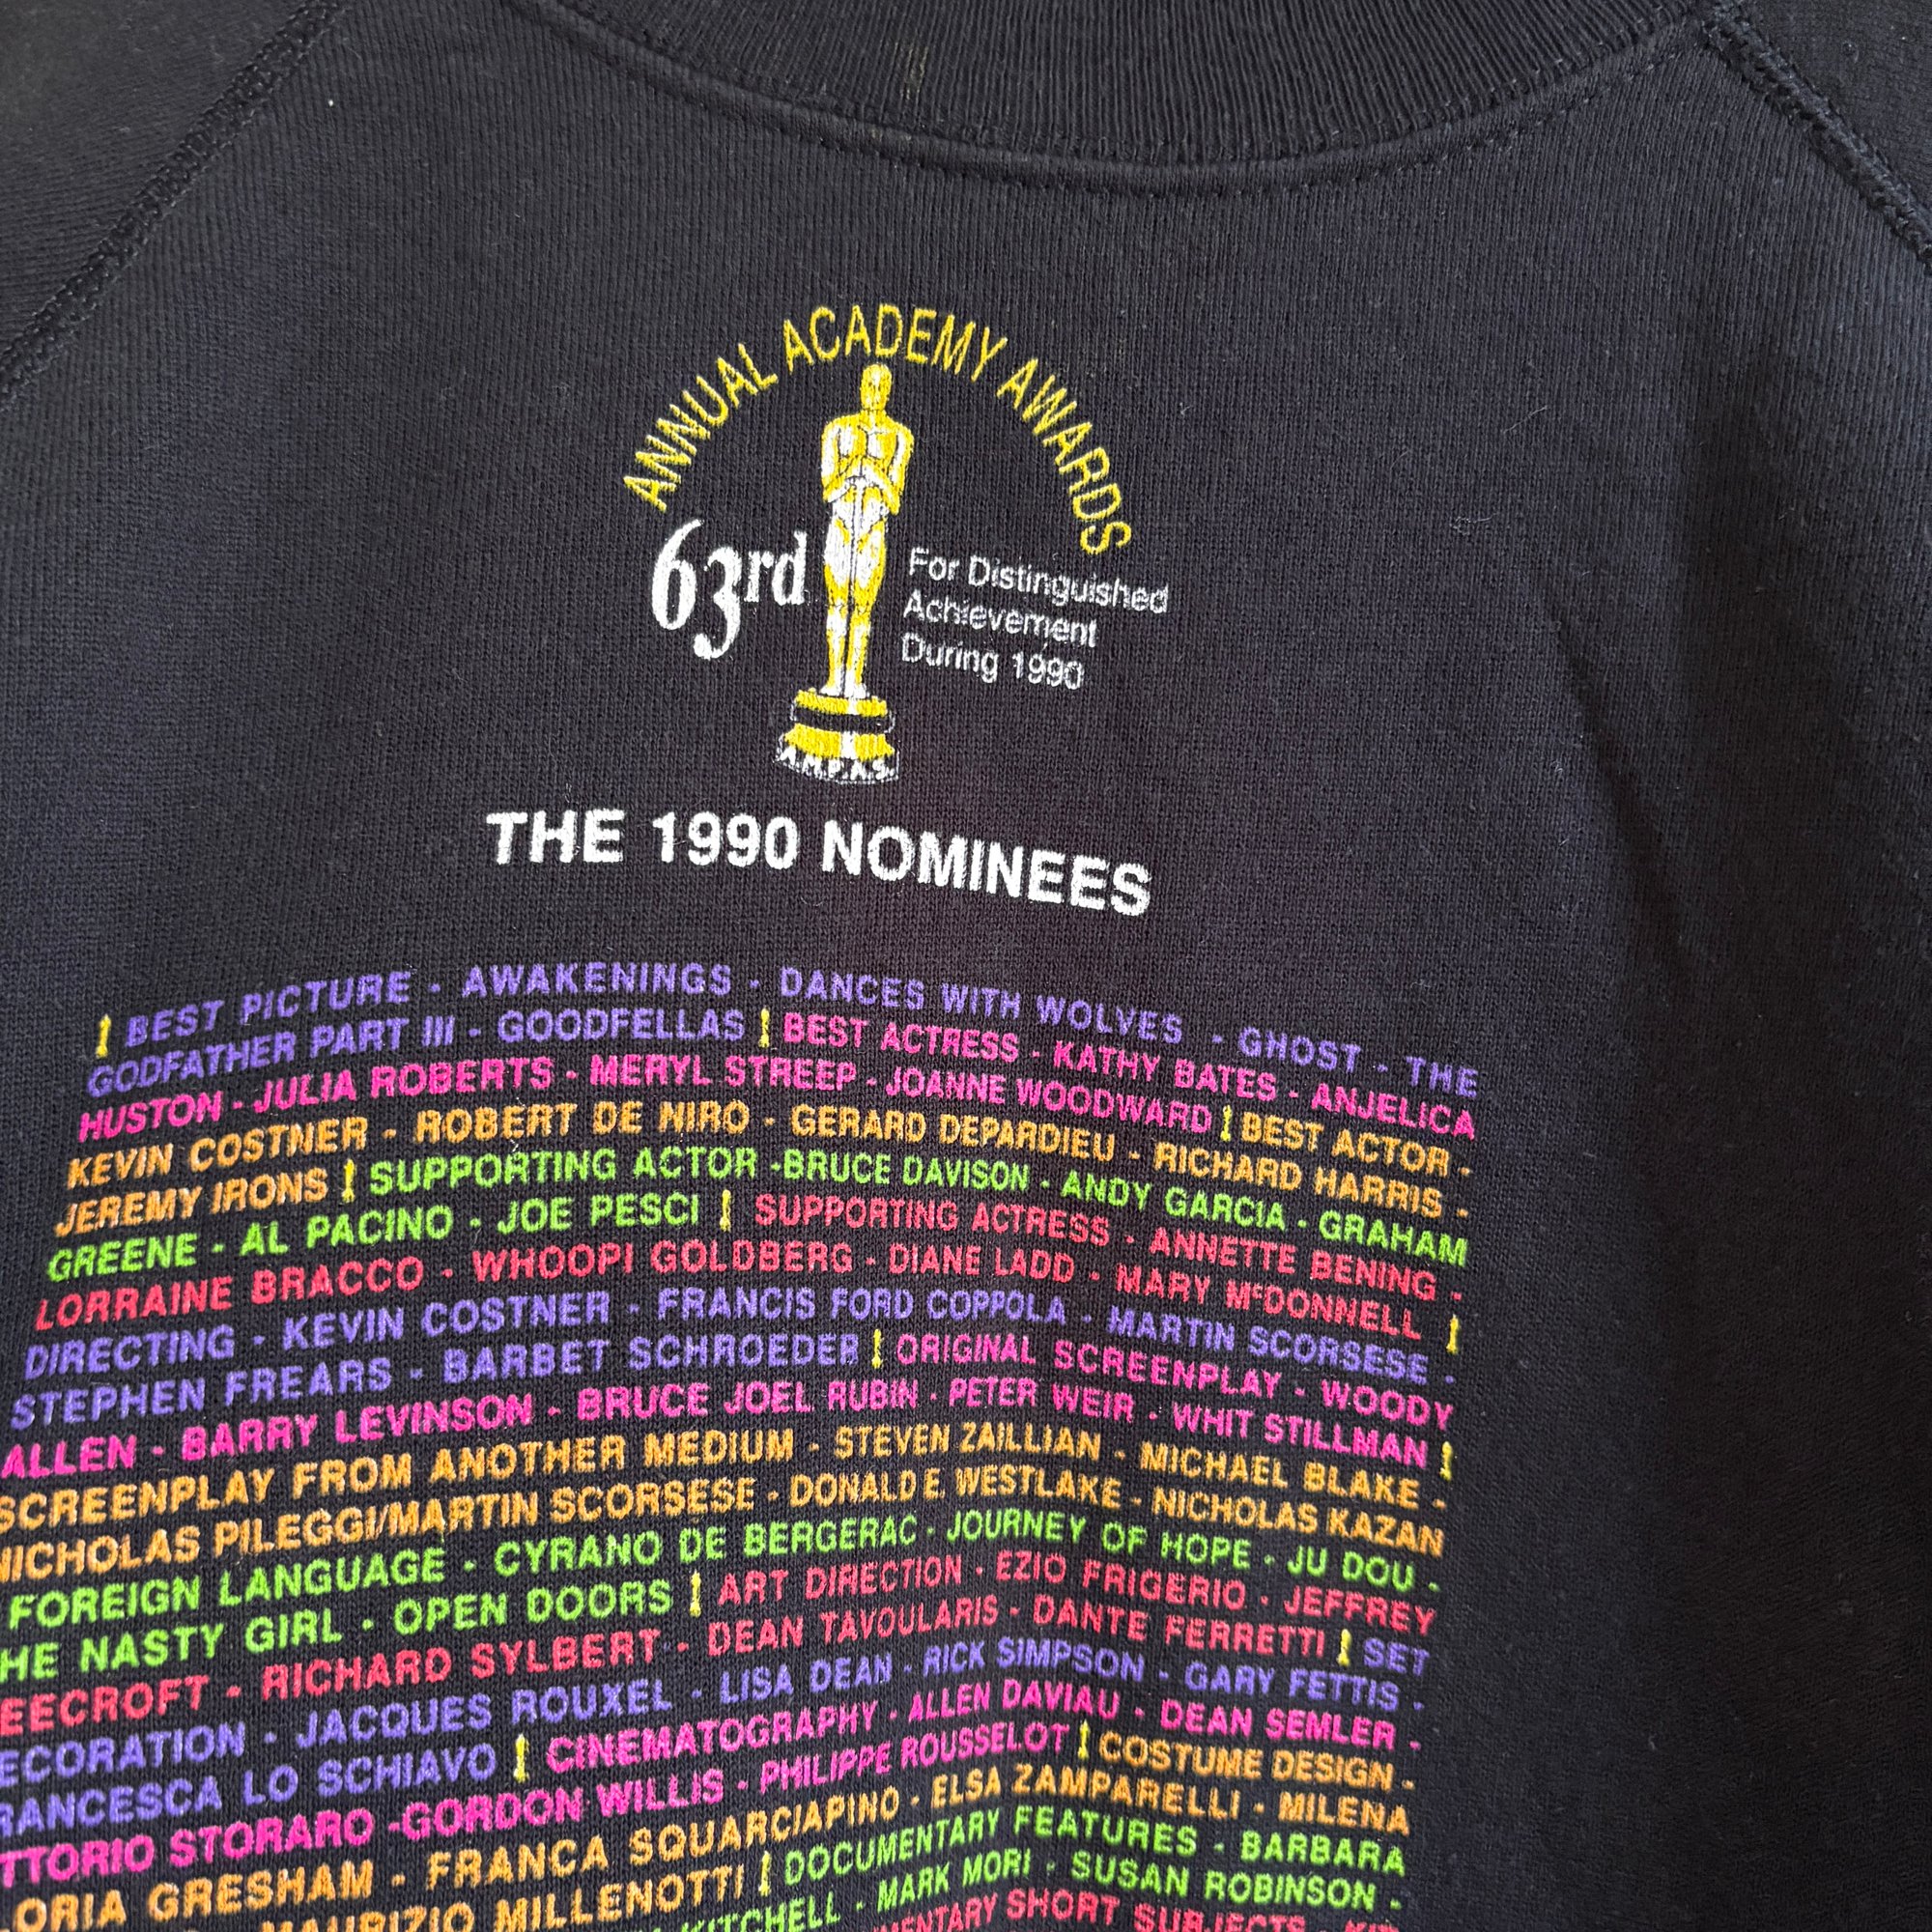 ANNUAL ACADEMY AWARDS
63rd
For Distinguished
Achievement
During 1990
A.M.P.A.S.
THE 1990 NOMINEES
BEST PICTURE - AWAKENINGS - DANCES WITH WOLVES - GHOST - THE
GODFATHER PART III - GOODFELLAS BEST ACTRESS - KATHY BATES - ANJELICA
HUSTON - JULIA ROBERTS - MERYL STREEP - JOANNE WOODWARD BEST ACTOR -
KEVIN COSTNER - ROBERT DE NIRO - GERARD DEPARDIEU - RICHARD HARRIS -
JEREMY IRONS SUPPORTING ACTOR -BRUCE DAVISON - ANDY GARCIA - GRAHAM
GREENE - AL PACINO - JOE PESCI SUPPORTING ACTRESS - ANNETTE BENING -
LORRAINE BRACCO - WHOOPI GOLDBERG - DIANE LADD - MARY McDONNELL
DIRECTING - KEVIN COSTNER - FRANCIS FORD COPPOLA - MARTIN SCORSESE -
STEPHEN FREARS - BARBET SCHROEDER ORIGINAL SCREENPLAY - WOODY
ALLEN - BARRY LEVINSON - BRUCE JOEL RUBIN - PETER WEIR - WHIT STILLMAN
SCREENPLAY FROM ANOTHER MEDIUM - STEVEN ZAILLIAN - MICHAEL BLAKE -
NICHOLAS PILEGGI/MARTIN SCORSESE - DONALD E. WESTLAKE - NICHOLAS KAZAN
FOREIGN LANGUAGE - CYRANO DE BERGERAC - JOURNEY OF HOPE - JU DOU -
HE NASTY GIRL - OPEN DOORS ART DIRECTION - EZIO FRIGERIO - JEFFREY
EECROFT - RICHARD SYLBERT - DEAN TAVOULARIS - DANTE FERRETTI SET
ECORATION - JACQUES ROUXEL - LISA DEAN - RICK SIMPSON - GARY FETTIS -
RANCESCA LO SCHIAVO CINEMATOGRAPHY - ALLEN DAVIAU - DEAN SEMLER -
TTORIO STORARO -GORDON WILLIS - PHILIPPE ROUSSELOT COSTUME DESIGN -
ORIA GRESHAM - FRANCA SQUARCIAPINO - ELSA ZAMPARELLI - MILENA
MAURIZIO MILLENOTTI DOCUMENTARY FEATURES - BARBARA
KITCHELL - MARK MORI - SUSAN ROBINSON -
MENTARY SHORT SUBJECTS -